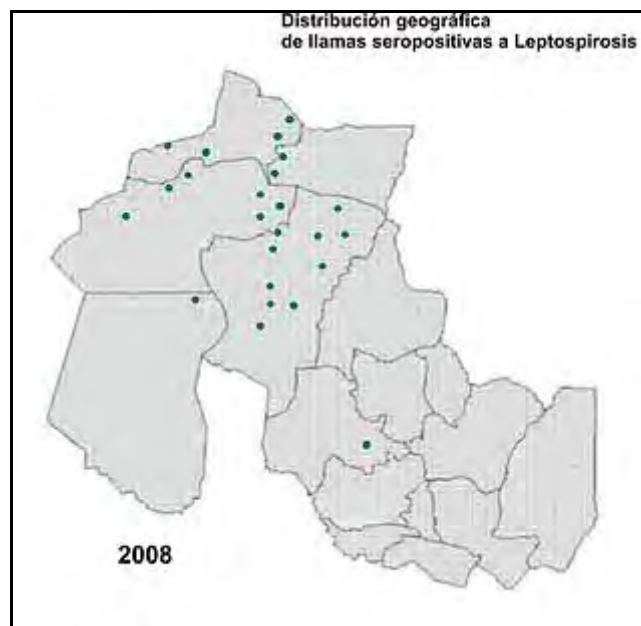 Distribución geográfica
de llamas seropositivas a Leptospirosis
2008